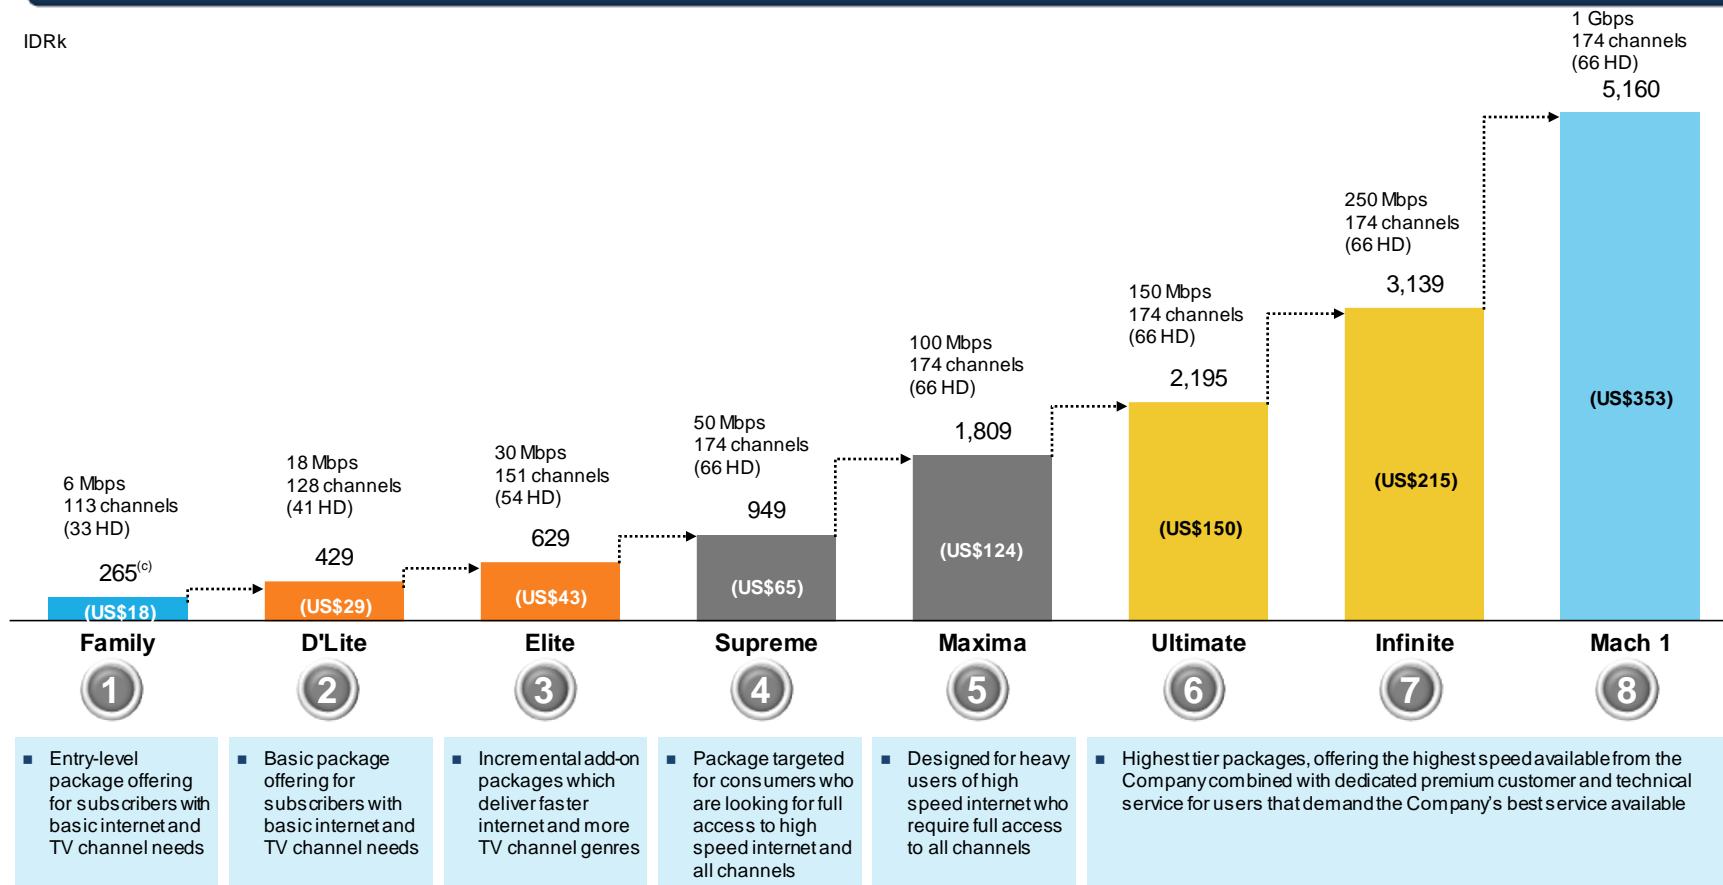 IDRk
1 Gbps
174 channels
(66 HD)
5,160
250 Mbps
174 channels
(66 HD)
3,139
150 Mbps
174 channels
(66 HD)
2,195
100 Mbps
174 channels
(66 HD)
1,809
50 Mbps
174 channels
(66 HD)
949
30 Mbps
151 channels
(54 HD)
629
18 Mbps
128 channels
(41 HD)
429
6 Mbps
113 channels
(33 HD)
265(c)
(US$18)
(US$29)
(US$43)
(US$65)
(US$124)
(US$150)
(US$215)
(US$353)
Family
D'Lite
Elite
Supreme
Maxima
Ultimate
Infinite
Mach 1
1
2
3
4
5
6
7
8
Entry-level
package offering
for subscribers with
basic internet and
TV channel needs
Basic package
offering for
subscribers with
basic internet and
TV channel needs
Incremental add-on
packages which
deliver faster
internet and more
TV channel genres
Package targeted
for consumers who
are looking for full
access to high
speed internet and
all channels
Designed for heavy
users of high
speed internet who
require full access
to all channels
Highest tier packages, offering the highest speed available from the
Company combined with dedicated premium customer and technical
service for users that demand the Company's best service available